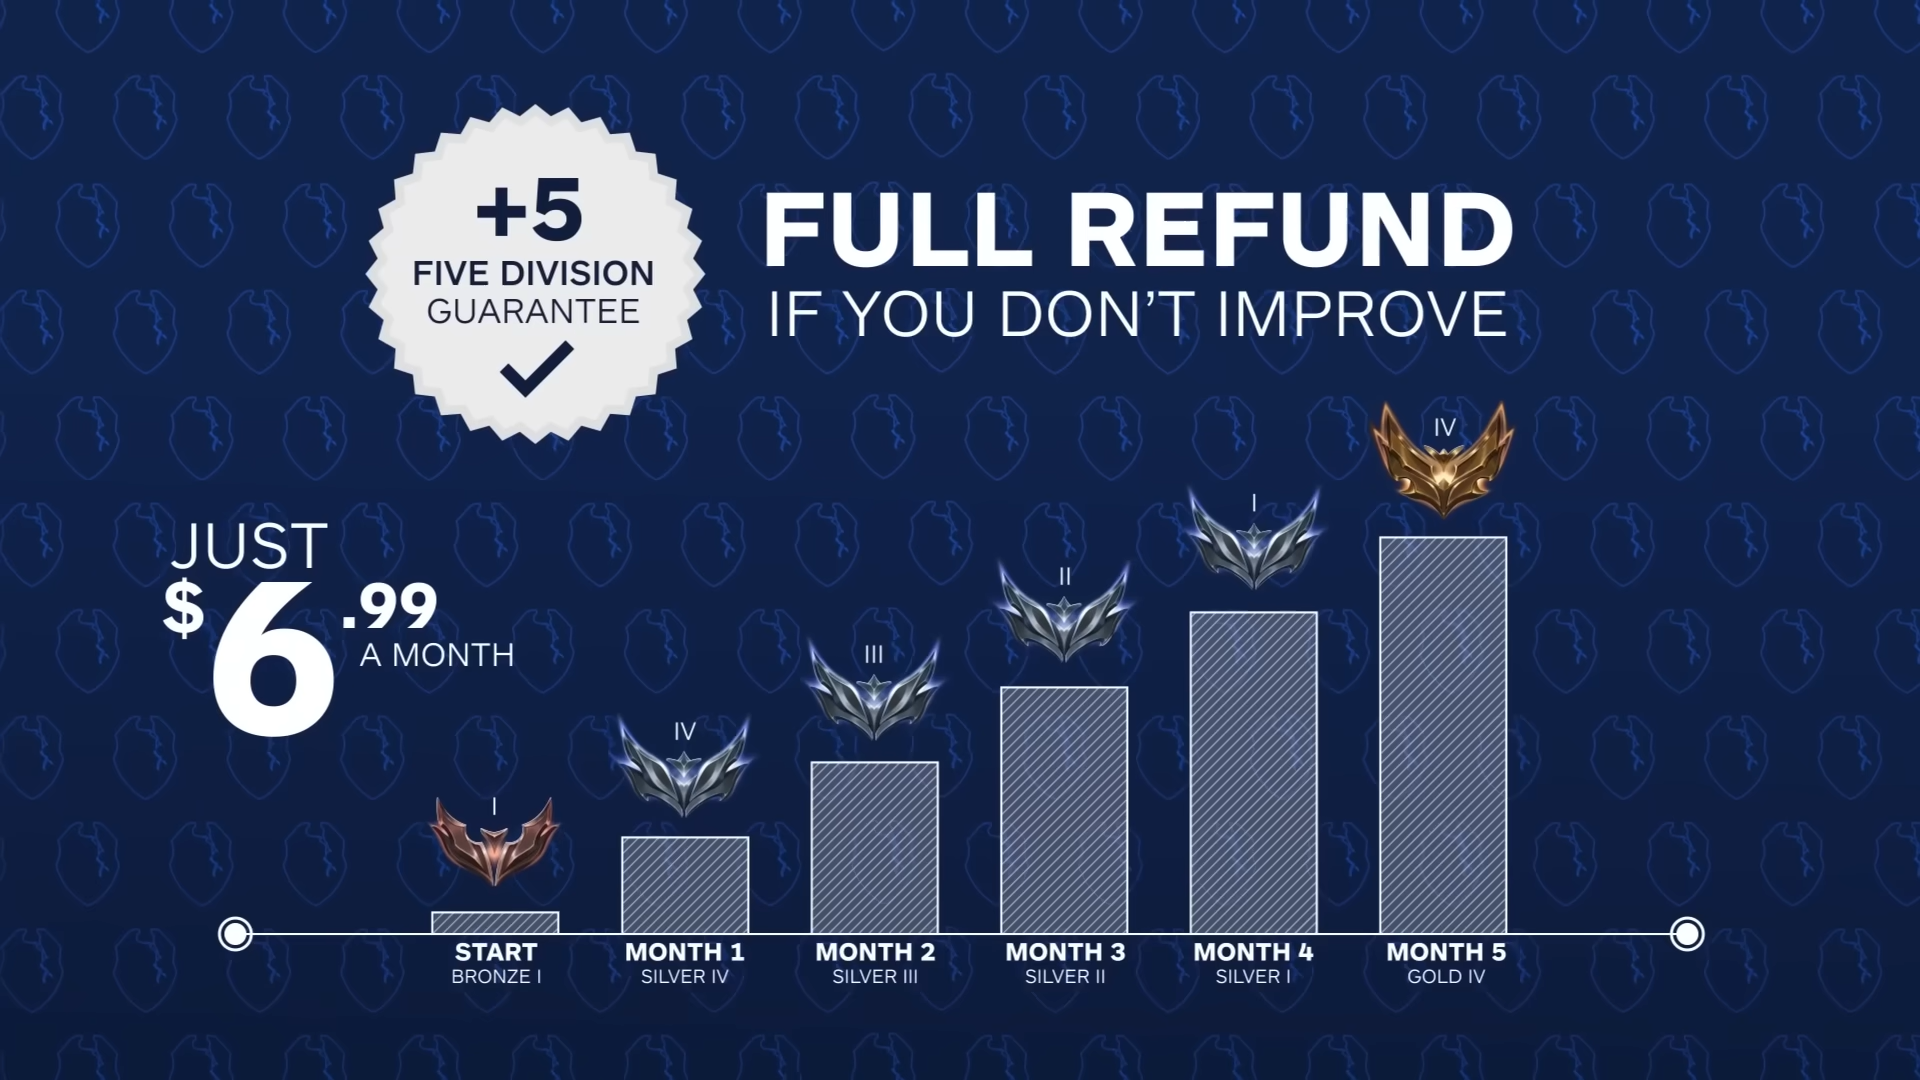 +5
FIVE DIVISION
GUARANTEE
FULL REFUND
IF YOU DON'T IMPROVE
JUST
$6.99
A MONTH
I
IV
III
II
I
IV
START
BRONZE I
MONTH 1
SILVER IV
MONTH 2
SILVER III
MONTH 3
SILVER II
MONTH 4
SILVER I
MONTH 5
GOLD IV